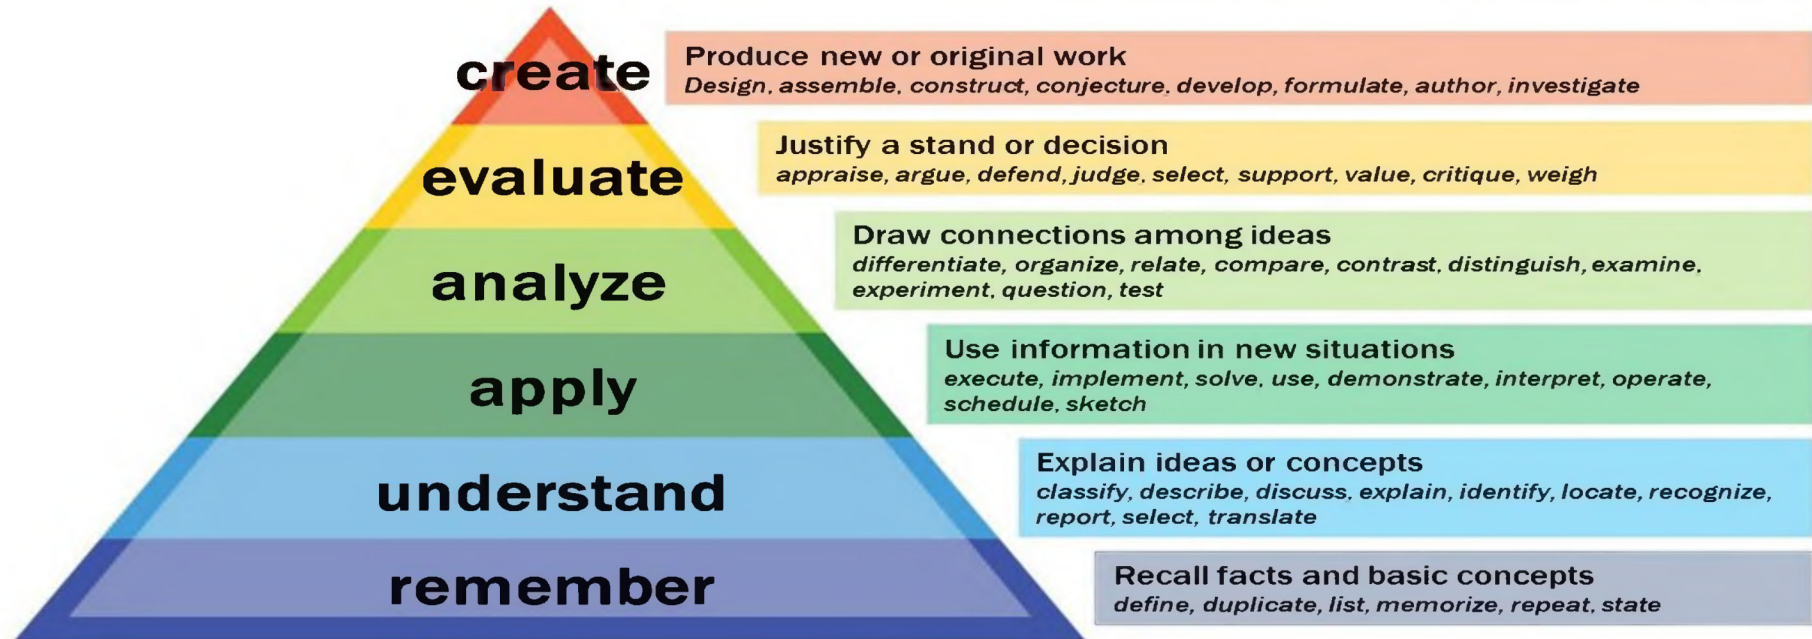 create
Produce new or original work
Design, assemble, construct, conjecture, develop, formulate, author, investigate
evaluate
Justify a stand or decision
appraise, argue, defend, judge, select, support, value, critique, weigh
analyze
Draw connections among ideas
differentiate, organize, relate, compare, contrast, distinguish, examine,
experiment, question, test
apply
Use information in new situations
execute, implement, solve, use, demonstrate, interpret, operate,
schedule, sketch
understand
Explain ideas or concepts
classify, describe, discuss, explain, identify, locate, recognize,
report, select, translate
remember
Recall facts and basic concepts
define, duplicate, list, memorize, repeat, state